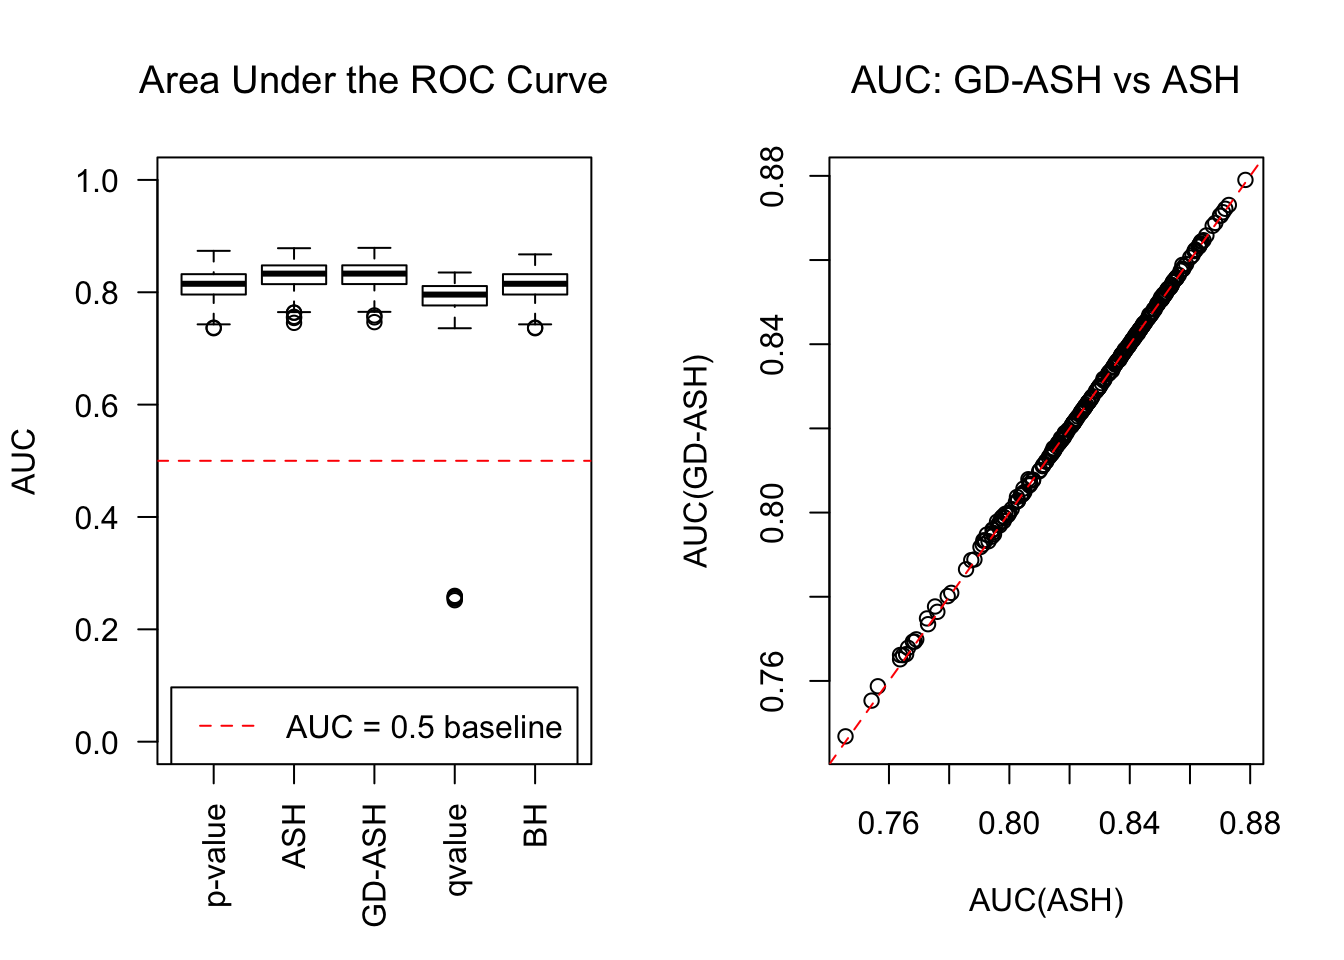 Area Under the ROC Curve
AUC
1.0
0.8
0.6
0.4
0.2
0.0
AUC = 0.5 baseline
p-value
ASH
GD-ASH
qvalue
BH
AUC: GD-ASH vs ASH
AUC(GD-ASH)
0.88
0.84
0.80
0.76
0.76 0.80 0.84 0.88
AUC(ASH)